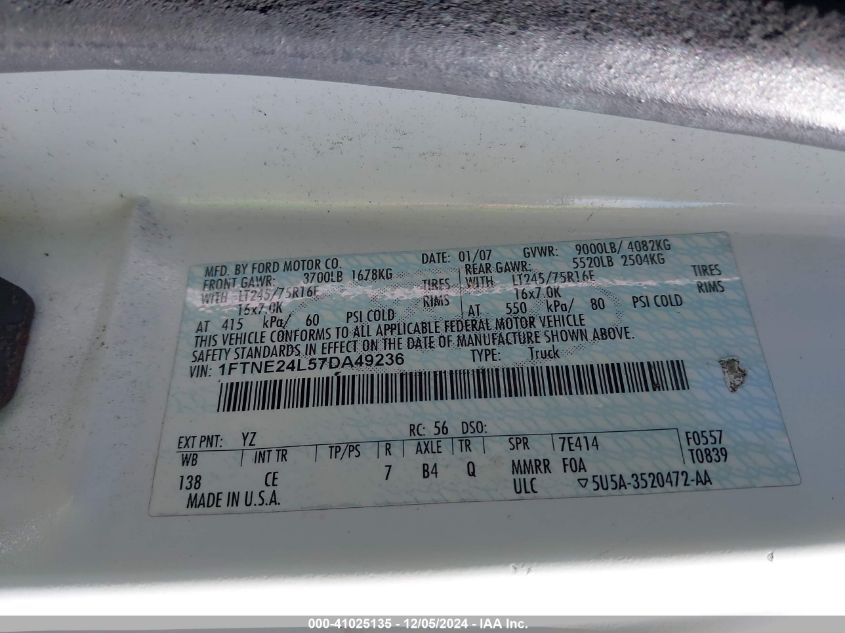 MFD. BY FORD MOTOR CO. DATE: 01/07 GVWR: 9000LB/ 4082KG
FRONT GAWR: 3700LB 1678KG REAR GAWR: 5520LB 2504KG
WITH LT245/75R16E TIRES WITH LT245/75R16E TIRES
16x7.0K RIMS 16x7.0K RIMS
AT 415 kPa/ 60 PSI COLD AT 550 kPa/ 80 PSI COLD
THIS VEHICLE CONFORMS TO ALL APPLICABLE FEDERAL MOTOR VEHICLE
SAFETY STANDARDS IN EFFECT ON THE DATE OF MANUFACTURE SHOWN ABOVE.
VIN: 1FTNE24L57DA49236 TYPE: Truck
EXT PNT: YZ RC: 56 DSO: F0557
WB INT TR TP/PS R AXLE TR SPR 7E414 T0839
138 CE 7 B4 Q MMRR FOA
MADE IN U.S.A. ULC ▽5U5A-3520472-AA
000-41025135 - 12/05/2024 - IAA Inc.